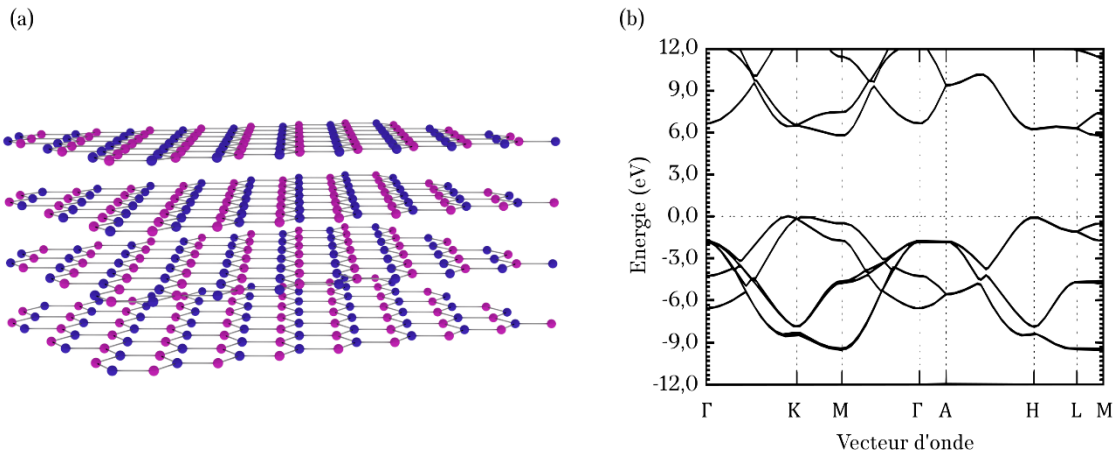 (a)
(b)
12,0
9,0
6,0
3,0
0,0
-3,0
-6,0
-9,0
-12,0
Energie (eV)
Γ K M Γ A H L M
Vecteur d'onde